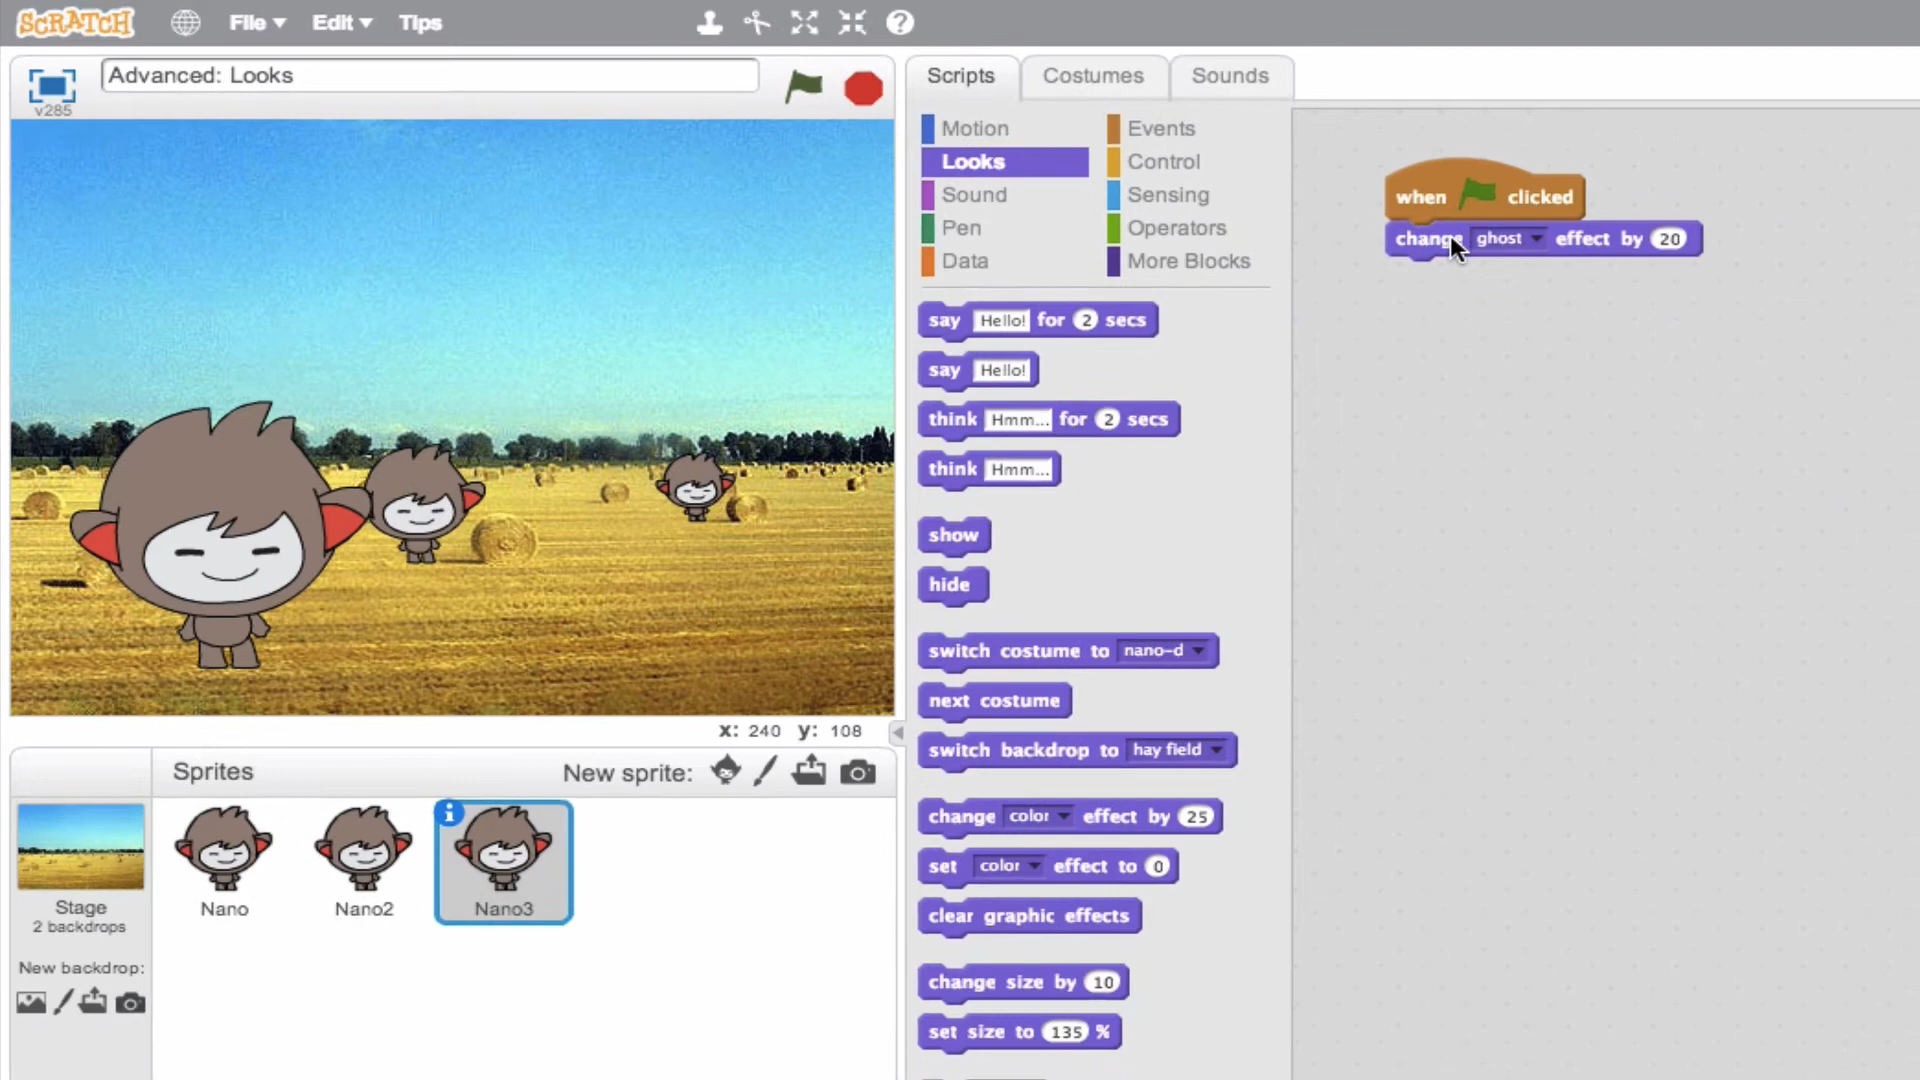 SCRATCH File Edit Tips
v285
Advanced: Looks
Scripts Costumes Sounds
Motion Events
Looks Control
Sound Sensing
Pen Operators
Data More Blocks
when clicked
change ghost effect by 20
say Hello! for 2 secs
say Hello!
think Hmm... for 2 secs
think Hmm...
show
hide
switch costume to nano-d
next costume
switch backdrop to hay field
change color effect by 25
set color effect to 0
clear graphic effects
change size by 10
set size to 135 %
x: 240 y: 108
Sprites New sprite:
Stage
2 backdrops
New backdrop:
Nano Nano2 Nano3